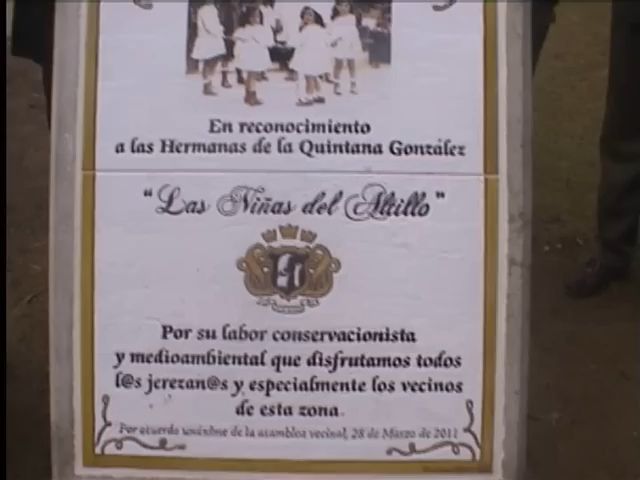 En reconocimiento
a las Hermanas de la Quintana González
"Las Niñas del Altillo"
Por su labor conservacionista
y medioambiental que disfrutamos todos
l@s jerezan@s y especialmente los vecinos
de esta zona.
Por acuerdo unánime de la asamblea vecinal, 28 de Marzo de 2011